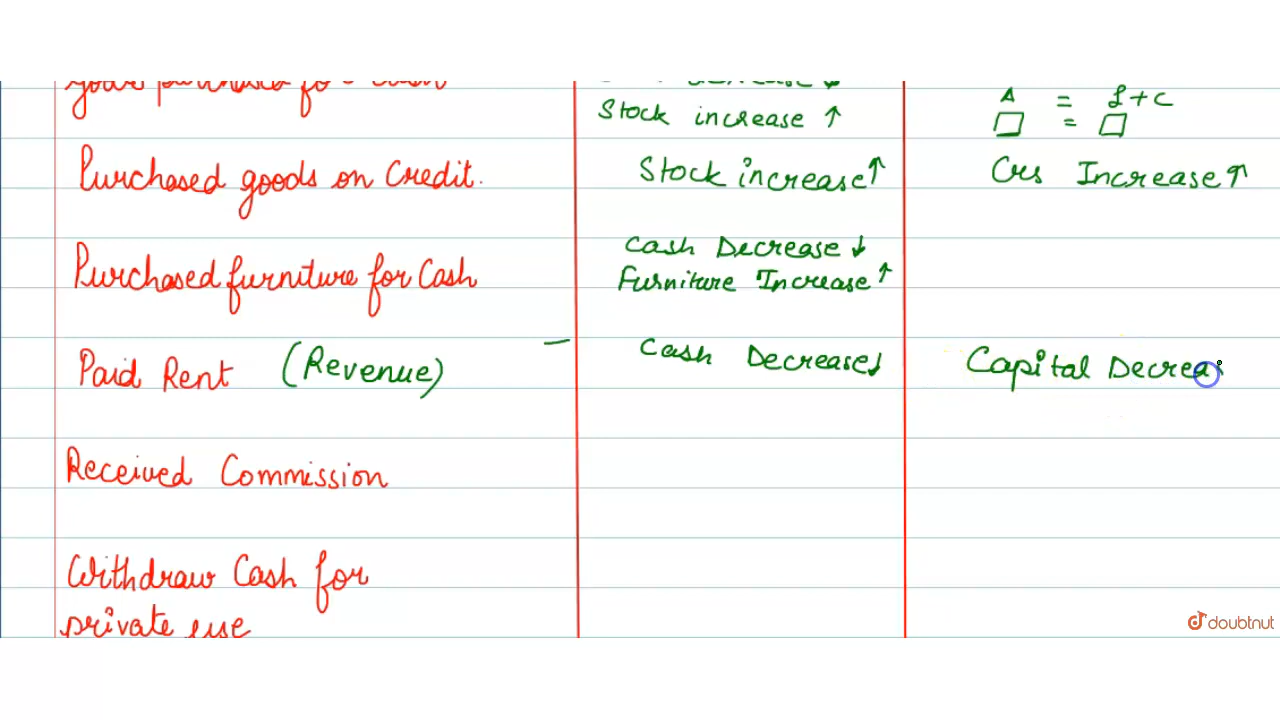 Stock increase ↑
A = L + C
□ = □
Purchased goods on Credit. Stock increase ↑ Crs Increase ↑
Cash Decrease ↓
Purchased furniture for Cash Furniture Increase ↑
Paid Rent (Revenue) – Cash Decrease ↓ Capital Decreas
Received Commission
Withdraw Cash for
private use
doubtnut